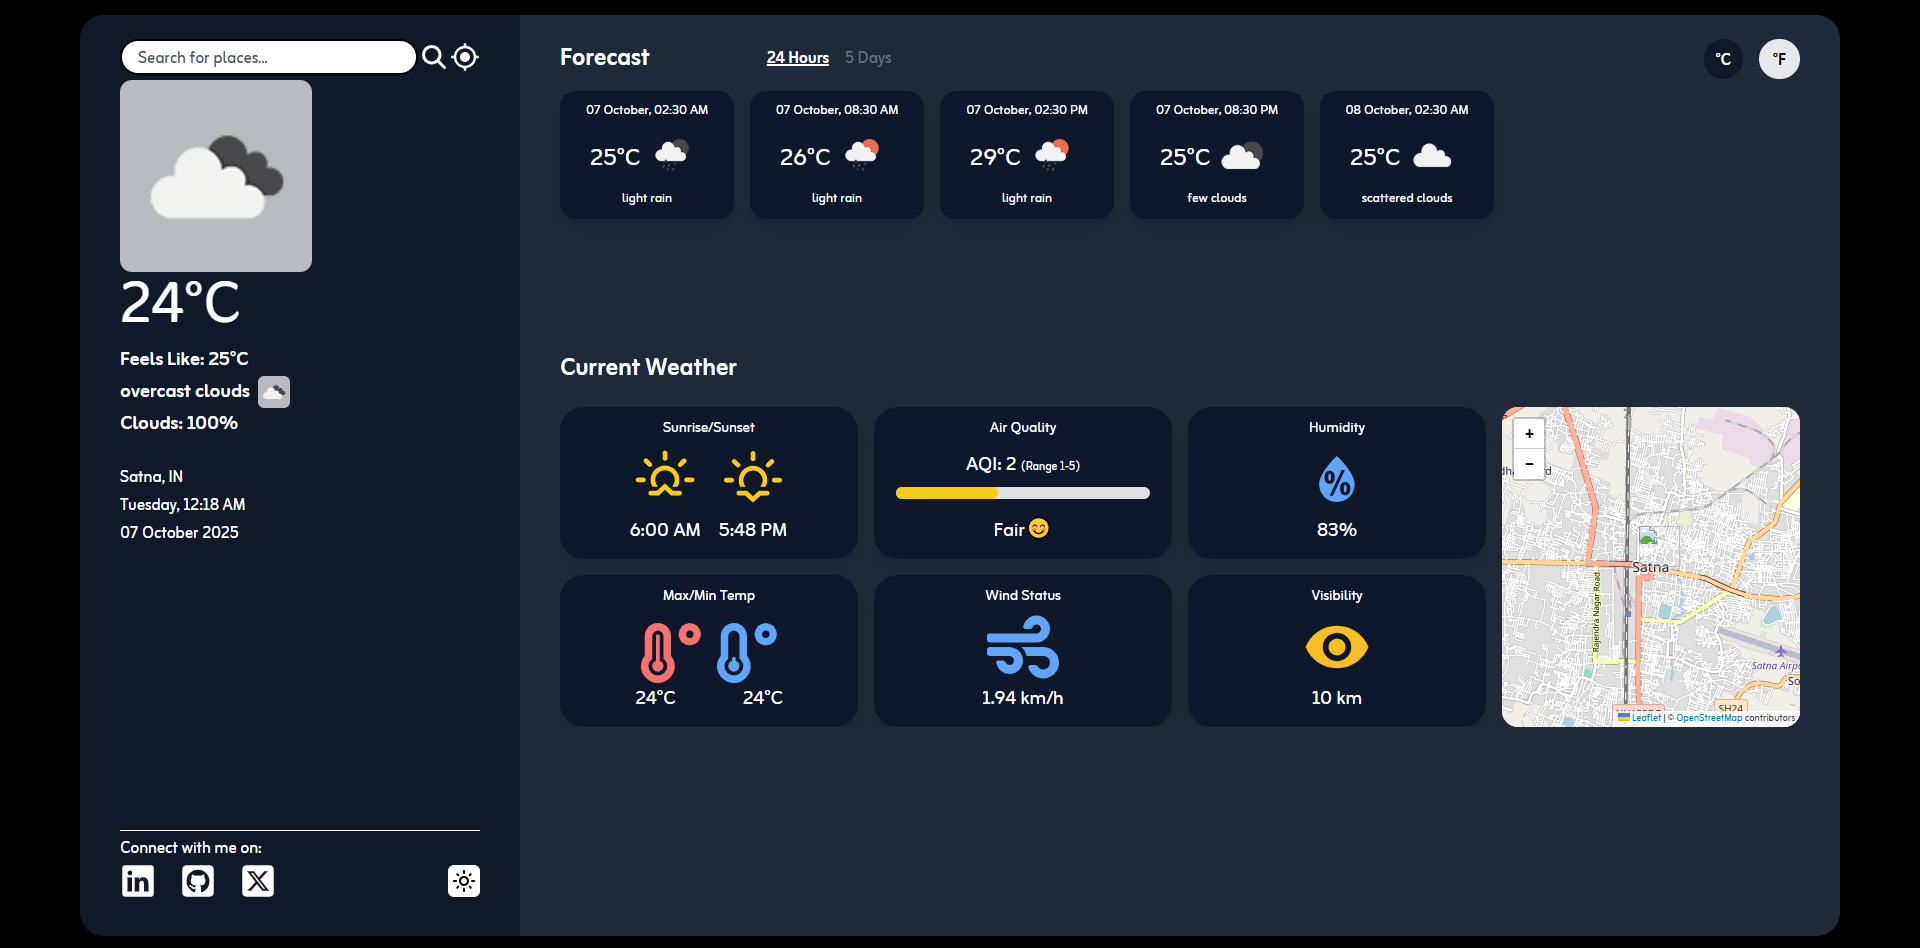 Search for places...
24°C
Feels Like: 25°C
overcast clouds
Clouds: 100%
Satna, IN
Tuesday, 12:18 AM
07 October 2025
Connect with me on:
Forecast
24 Hours
5 Days
°C
°F
07 October, 02:30 AM
25°C
light rain
07 October, 08:30 AM
26°C
light rain
07 October, 02:30 PM
29°C
light rain
07 October, 08:30 PM
25°C
few clouds
08 October, 02:30 AM
25°C
scattered clouds
Current Weather
Sunrise/Sunset
6:00 AM 5:48 PM
Air Quality
AQI: 2 (Range 1-5)
Fair
Humidity
%
83%
Max/Min Temp
24°C 24°C
Wind Status
1.94 km/h
Visibility
10 km
+
−
Satna
Rajendra Nagar Road
Satna
SH24
Leaflet | © OpenStreetMap contributors